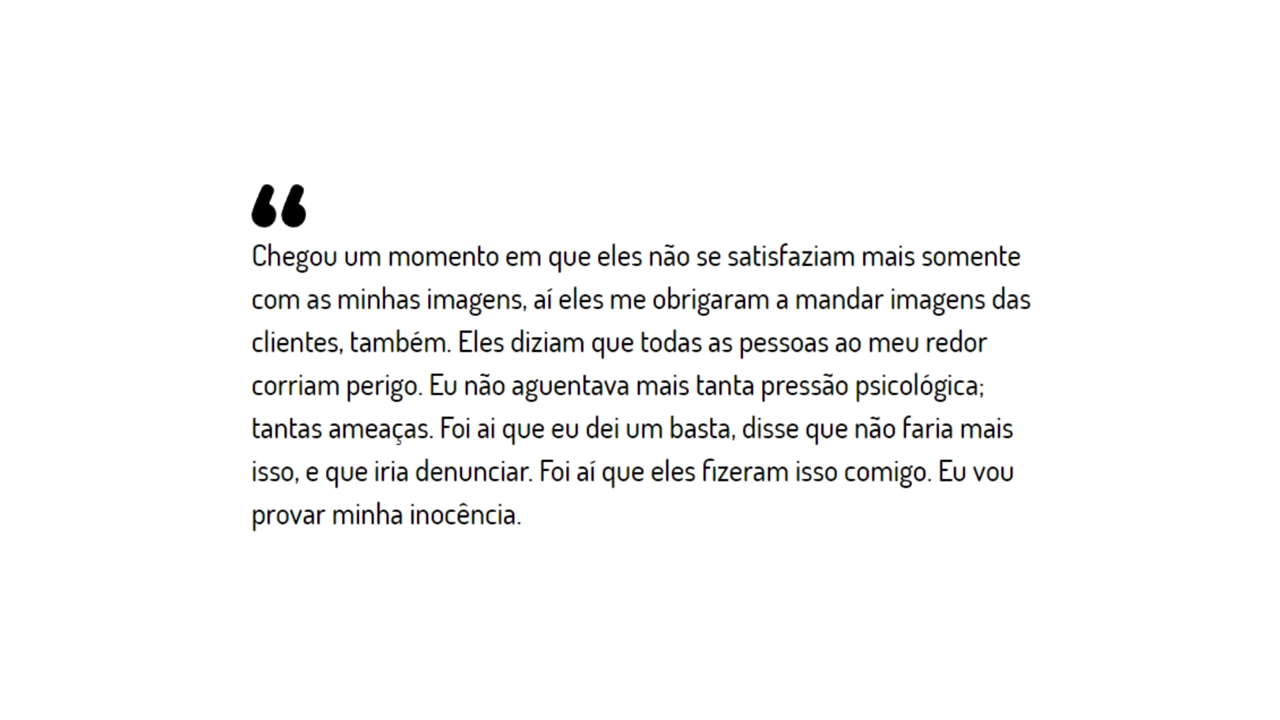 “
Chegou um momento em que eles não se satisfaziam mais somente
com as minhas imagens, aí eles me obrigaram a mandar imagens das
clientes, também. Eles diziam que todas as pessoas ao meu redor
corriam perigo. Eu não aguentava mais tanta pressão psicológica;
tantas ameaças. Foi ai que eu dei um basta, disse que não faria mais
isso, e que iria denunciar. Foi aí que eles fizeram isso comigo. Eu vou
provar minha inocência.